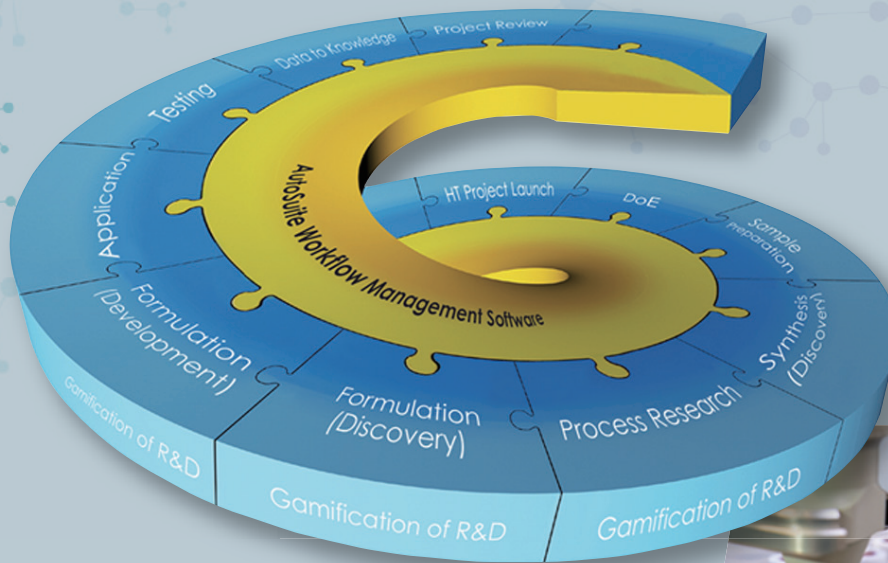 Project Review
Data to Knowledge
Testing
Application
Formulation
(Development)
Formulation
(Discovery)
Process Research
Synthesis
(Discovery)
Sample
Preparation
DoE
HT Project Launch
AutoSuite Workflow Management Software
Gamification of R&D
Gamification of R&D
Gamification of R&D